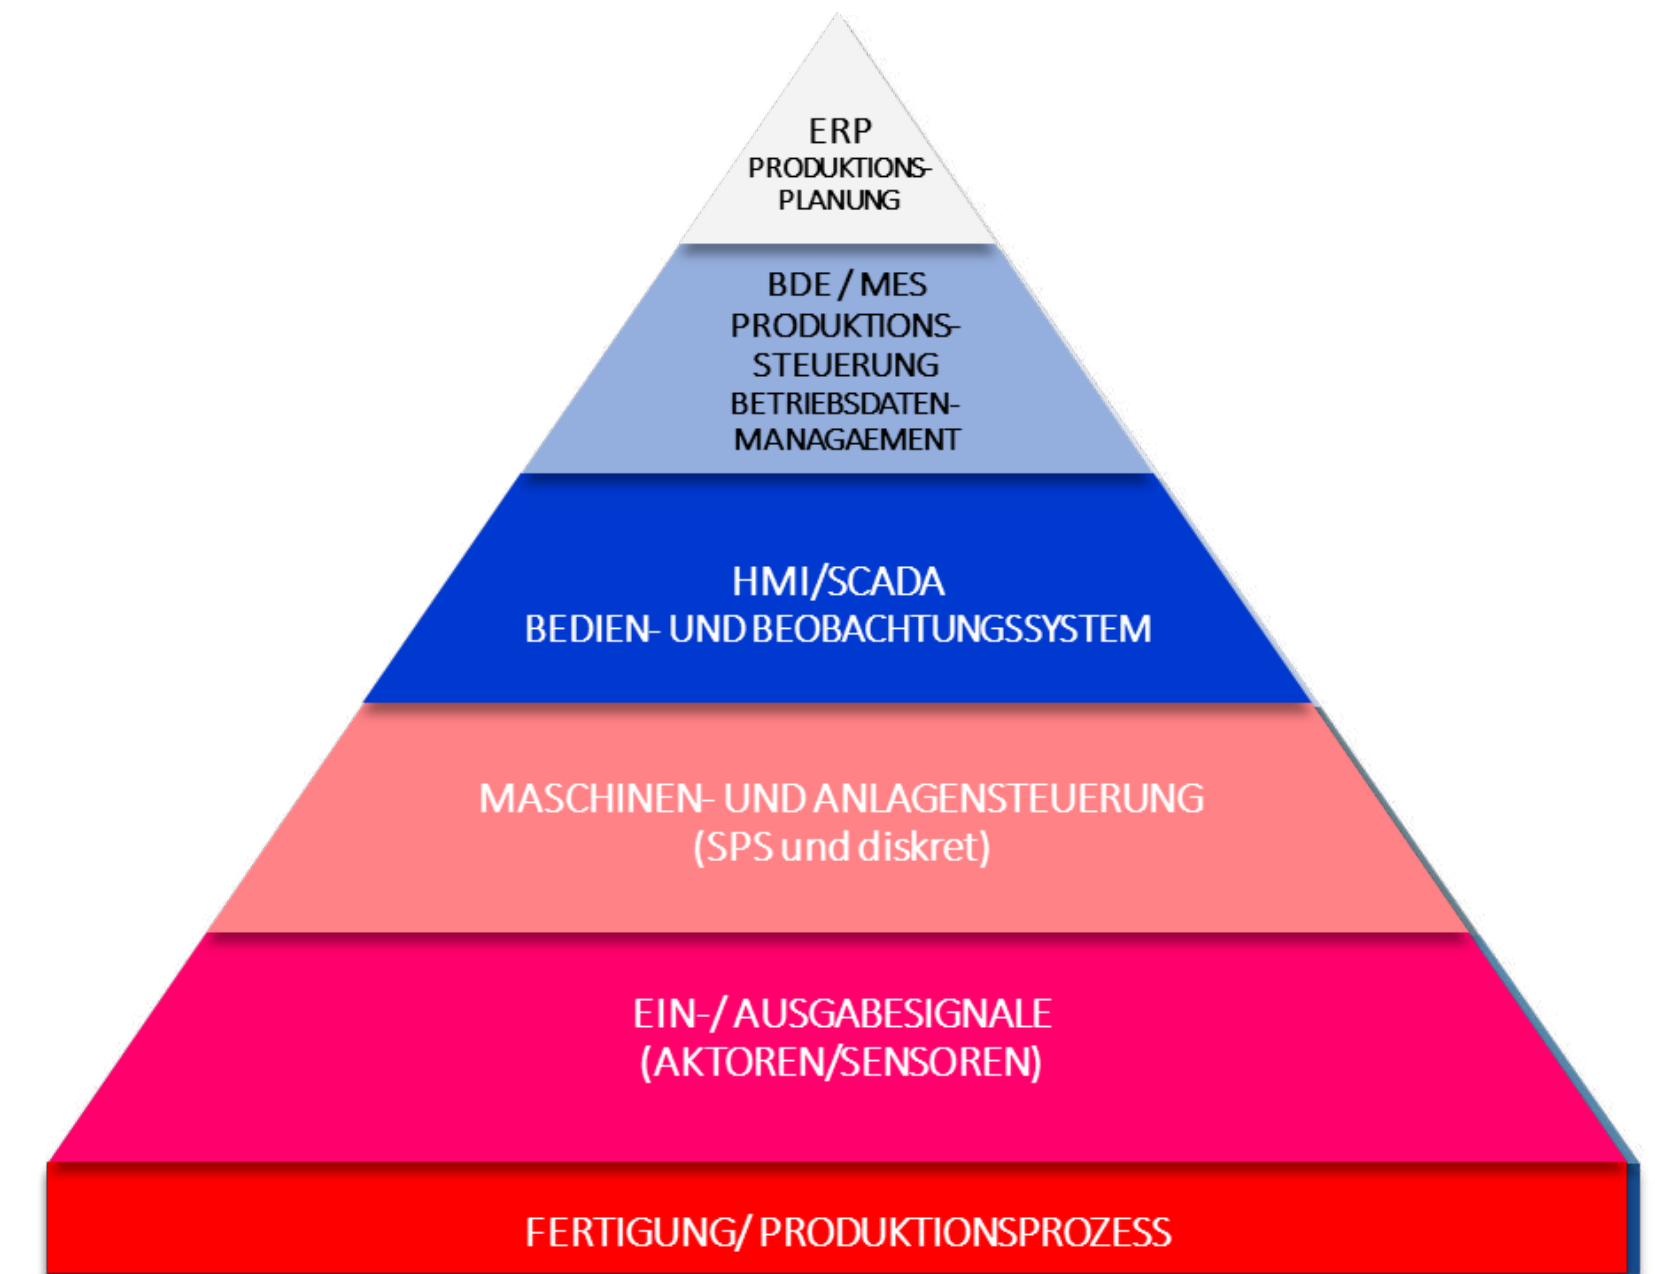 ERP
PRODUKTIONS-
PLANUNG
BDE / MES
PRODUKTIONS-
STEUERUNG
BETRIEBSDATEN-
MANAGAEMENT
HMI/SCADA
BEDIEN- UND BEOBACHTUNGSSYSTEM
MASCHINEN- UND ANLAGENSTEUERUNG
(SPS und diskret)
EIN-/ AUSGABESIGNALE
(AKTOREN/SENSOREN)
FERTIGUNG/ PRODUKTIONSPROZESS